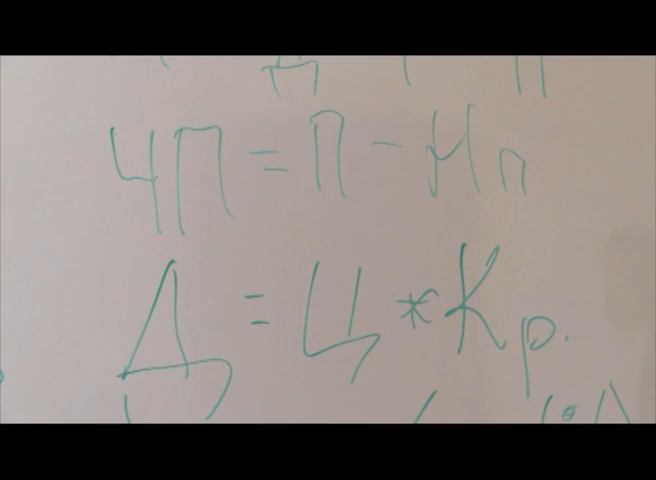 ЧП = П - Нп
Д = Ц * Кр.